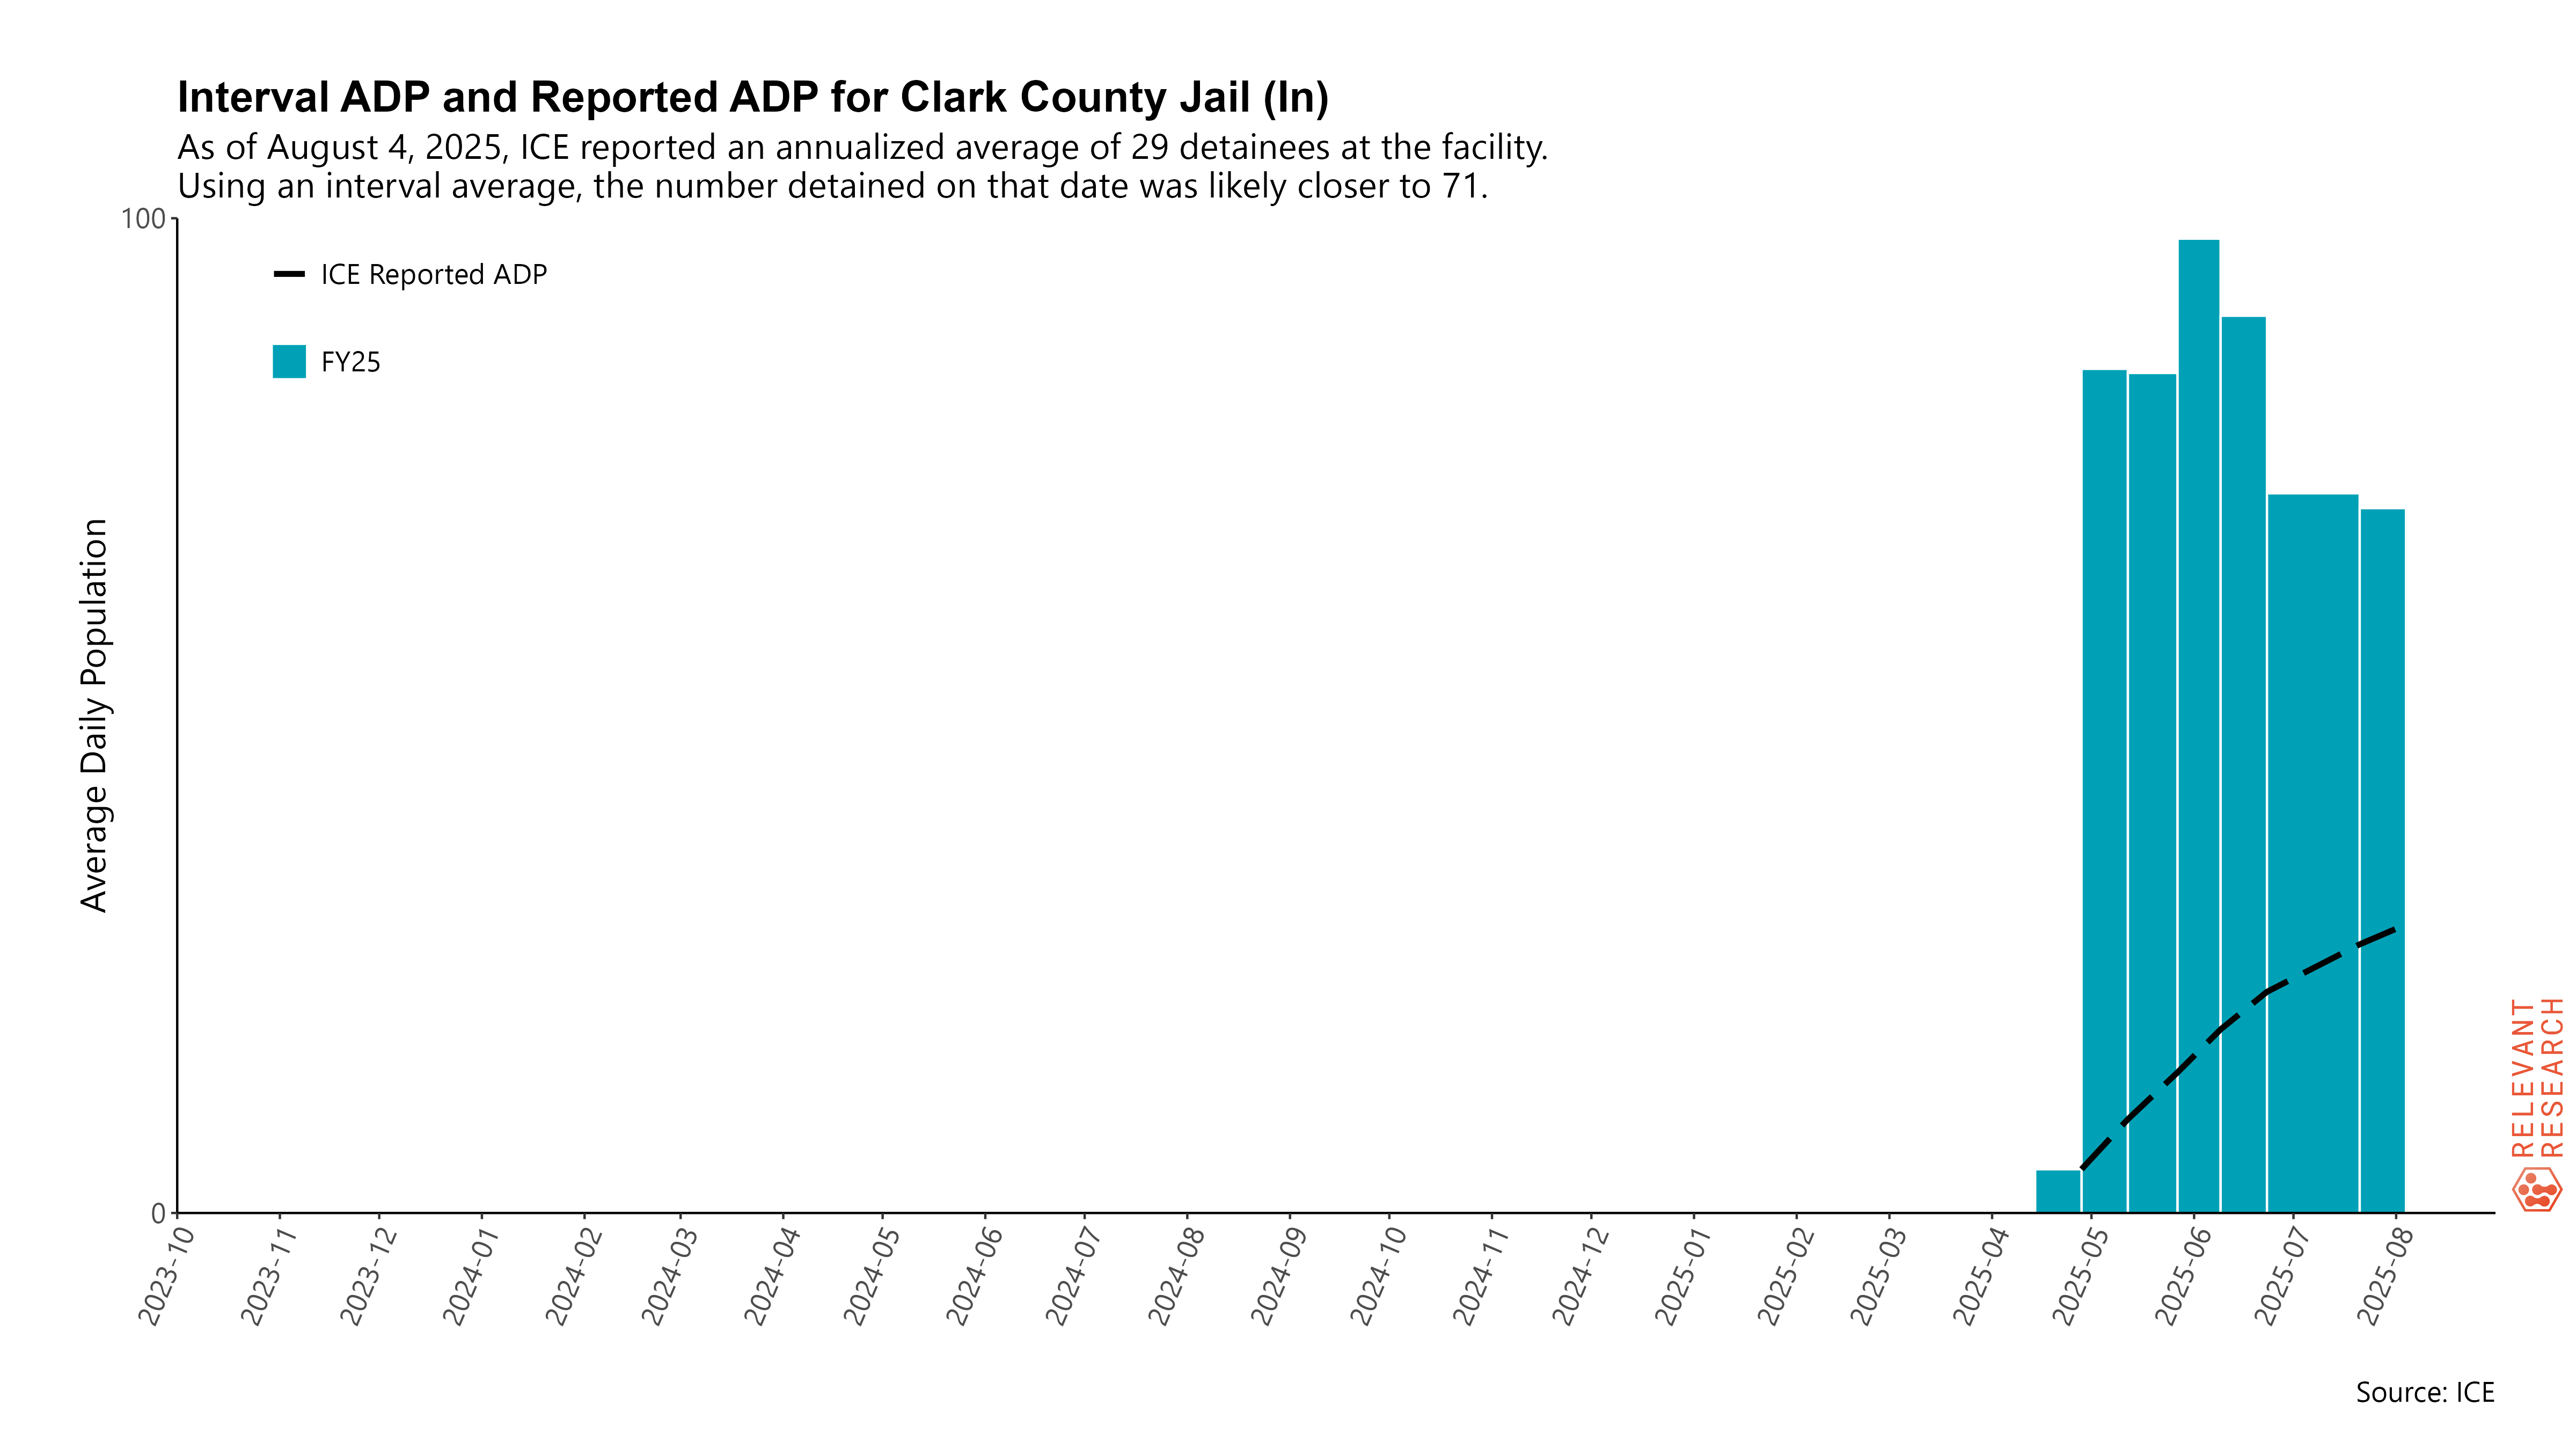 Interval ADP and Reported ADP for Clark County Jail (In)
As of August 4, 2025, ICE reported an annualized average of 29 detainees at the facility.
Using an interval average, the number detained on that date was likely closer to 71.
100
ICE Reported ADP
FY25
Average Daily Population
0
2023-10
2023-11
2023-12
2024-01
2024-02
2024-03
2024-04
2024-05
2024-06
2024-07
2024-08
2024-09
2024-10
2024-11
2024-12
2025-01
2025-02
2025-03
2025-04
2025-05
2025-06
2025-07
2025-08
RELEVANT
RESEARCH
Source: ICE